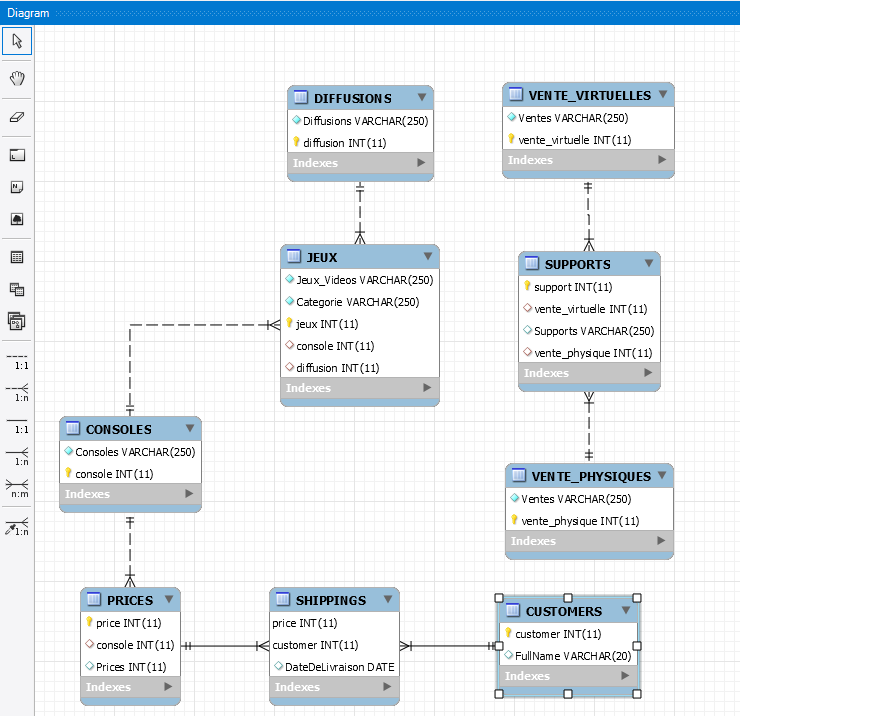 Diagram
DIFFUSIONS
Diffusions VARCHAR(250)
diffusion INT(11)
Indexes
VENTE_VIRTUELLES
Ventes VARCHAR(250)
vente_virtuelle INT(11)
Indexes
JEUX
Jeux_Videos VARCHAR(250)
Categorie VARCHAR(250)
jeux INT(11)
console INT(11)
diffusion INT(11)
Indexes
SUPPORTS
support INT(11)
vente_virtuelle INT(11)
Supports VARCHAR(250)
vente_physique INT(11)
Indexes
CONSOLES
Consoles VARCHAR(250)
console INT(11)
Indexes
VENTE_PHYSIQUES
Ventes VARCHAR(250)
vente_physique INT(11)
Indexes
PRICES
price INT(11)
console INT(11)
Prices INT(11)
Indexes
SHIPPINGS
price INT(11)
customer INT(11)
DateDeLivraison DATE
Indexes
CUSTOMERS
customer INT(11)
FullName VARCHAR(20)
Indexes
1:1
1:n
1:1
1:n
n:m
1:n